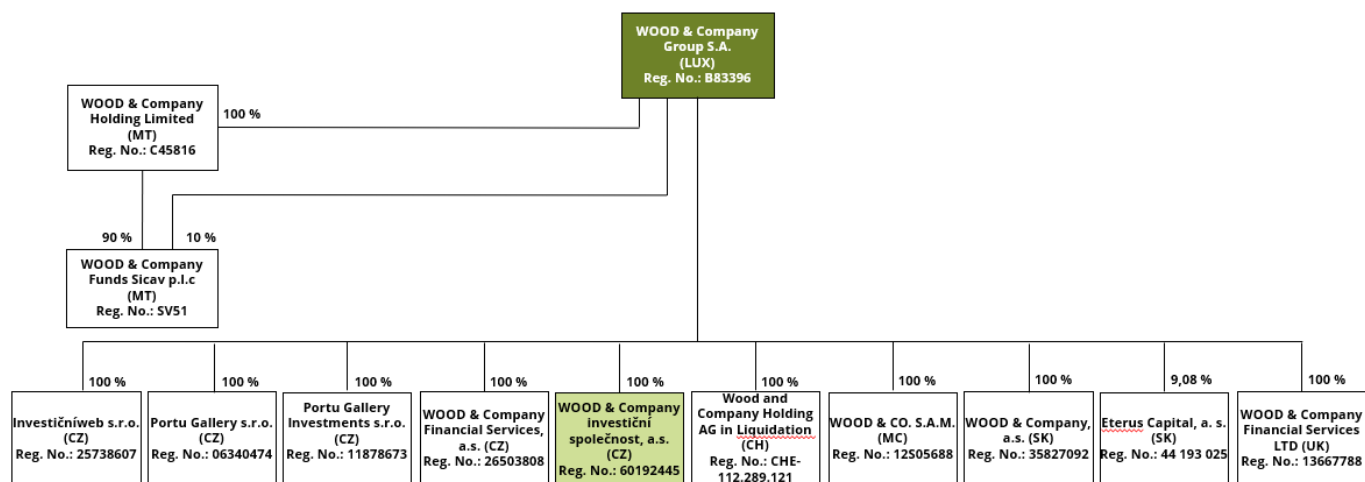 WOOD & Company
Group S.A.
(LUX)
Reg. No.: B83396
WOOD & Company
Holding Limited
(MT)
Reg. No.: C45816
100 %
90 %
10 %
WOOD & Company
Funds Sicav p.l.c
(MT)
Reg. No.: SV51
100 %
Investičníweb s.r.o.
(CZ)
Reg. No.: 25738607
100 %
Portu Gallery s.r.o.
(CZ)
Reg. No.: 06340474
100 %
Portu Gallery
Investments s.r.o.
(CZ)
Reg. No.: 11878673
100 %
WOOD & Company
Financial Services,
a.s. (CZ)
Reg. No.: 26503808
100 %
WOOD & Company
investiční
společnost, a.s.
(CZ)
Reg. No.: 60192445
100 %
Wood and
Company Holding
AG in Liquidation
(CH)
Reg. No.: CHE-
112.289.121
100 %
WOOD & CO. S.A.M.
(MC)
Reg. No.: 12S05688
100 %
WOOD & Company,
a.s. (SK)
Reg. No.: 35827092
9,08 %
Eterus Capital, a. s.
(SK)
Reg. No.: 44 193 025
100 %
WOOD & Company
Financial Services
LTD (UK)
Reg. No.: 13667788